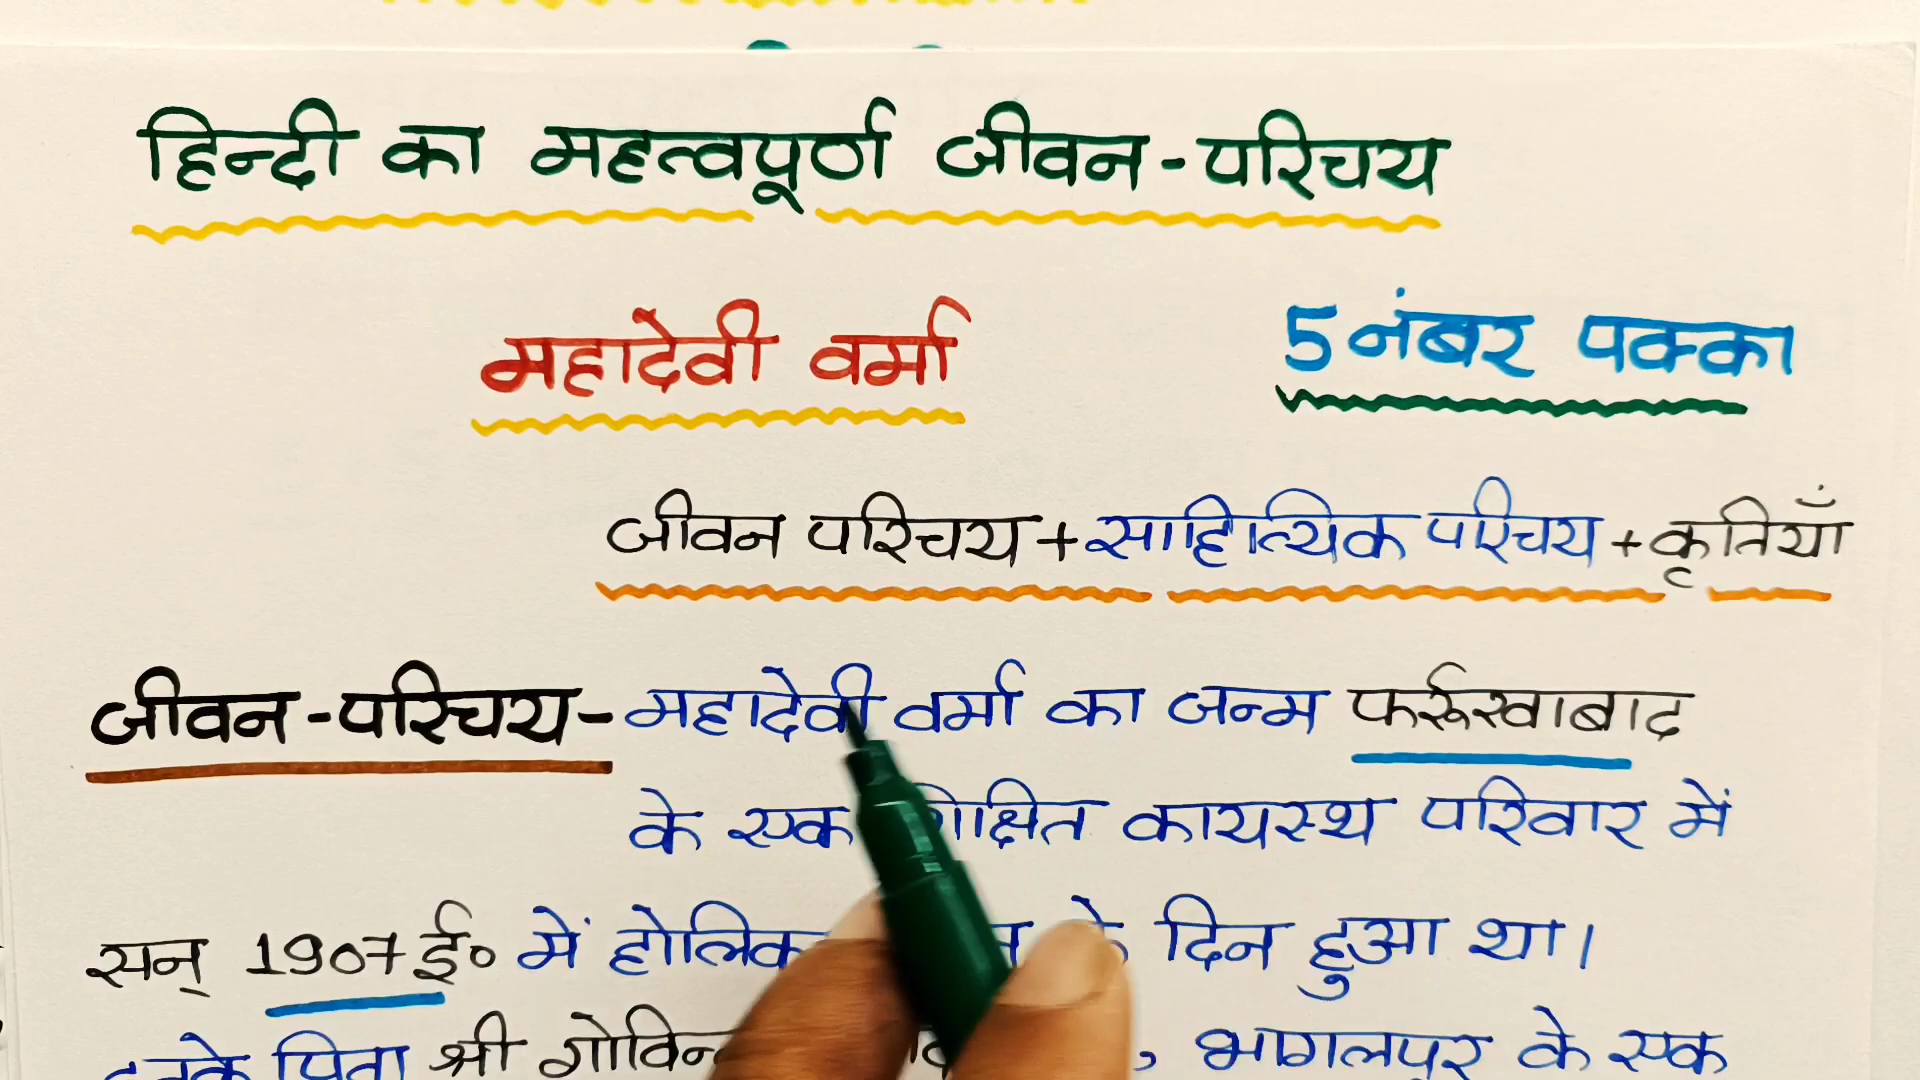 हिन्दी का महत्वपूर्ण जीवन-परिचय
महादेवी वर्मा
5 नंबर पक्का
जीवन परिचय + साहित्यिक परिचय + कृतियाँ
जीवन-परिचय- महादेवी वर्मा का जन्म फर्रूखाबाद
के एक कायस्थ परिवार में
सन् 1907 ई० में के दिन हुआ था।
पिता श्री , भागलपुर के एक